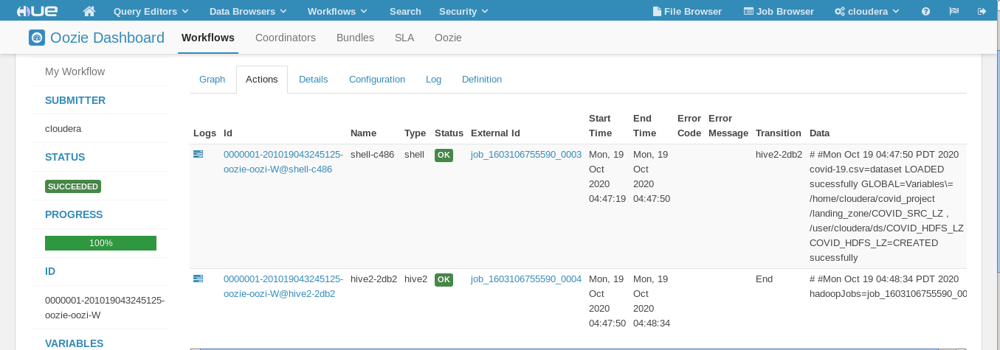 HUE Query Editors Data Browsers Workflows Search Security File Browser Job Browser cloudera
Oozie Dashboard Workflows Coordinators Bundles SLA Oozie
My Workflow
SUBMITTER
cloudera
STATUS
SUCCEEDED
PROGRESS
100%
ID
0000001-201019043245125-
oozie-oozi-W
VARIABLES
Graph Actions Details Configuration Log Definition
Logs Id Name Type Status External Id Start Time End Time Error Code Error Message Transition Data
0000001-201019043245125- shell-c486 shell OK job_1603106755590_0003 Mon, 19 Mon, 19 hive2-2db2 # #Mon Oct 19 04:47:50 PDT 2020
oozie-oozi-W@shell-c486 Oct Oct covid-19.csv=dataset LOADED
2020 2020 sucessfully GLOBAL=Variables\=
04:47:19 04:47:50 /home/cloudera/covid_project
/landing_zone/COVID_SRC_LZ ,
/user/cloudera/ds/COVID_HDFS_LZ
COVID_HDFS_LZ=CREATED
sucessfully
0000001-201019043245125- hive2-2db2 hive2 OK job_1603106755590_0004 Mon, 19 Mon, 19 End # #Mon Oct 19 04:48:34 PDT 2020
oozie-oozi-W@hive2-2db2 Oct Oct hadoopJobs=job_1603106755590_00
2020 2020
04:47:50 04:48:34